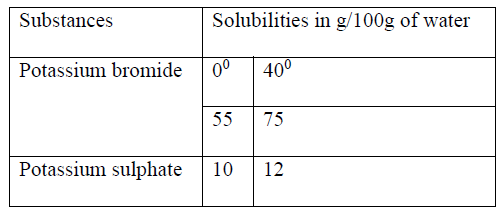 Substances Solubilities in g/100g of water
Potassium bromide 0⁰ 40⁰
55 75
Potassium sulphate 10 12